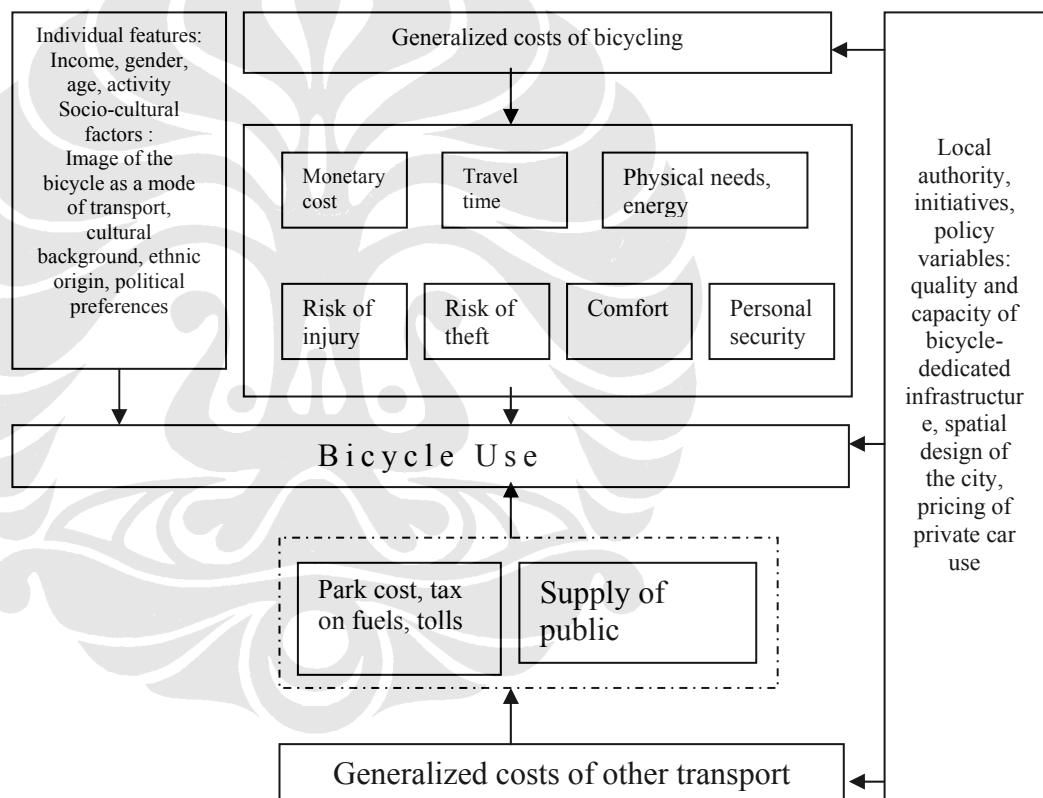 Individual features:
Income, gender,
age, activity
Socio-cultural
factors :
Image of the
bicycle as a mode
of transport,
cultural
background, ethnic
origin, political
preferences
Generalized costs of bicycling
Monetary
cost
Travel
time
Physical needs,
energy
Risk of
injury
Risk of
theft
Comfort
Personal
security
Bicycle Use
Park cost, tax
on fuels, tolls
Supply of
public
Generalized costs of other transport
Local
authority,
initiatives,
policy
variables:
quality and
capacity of
bicycle-
dedicated
infrastructur
e, spatial
design of
the city,
pricing of
private car
use